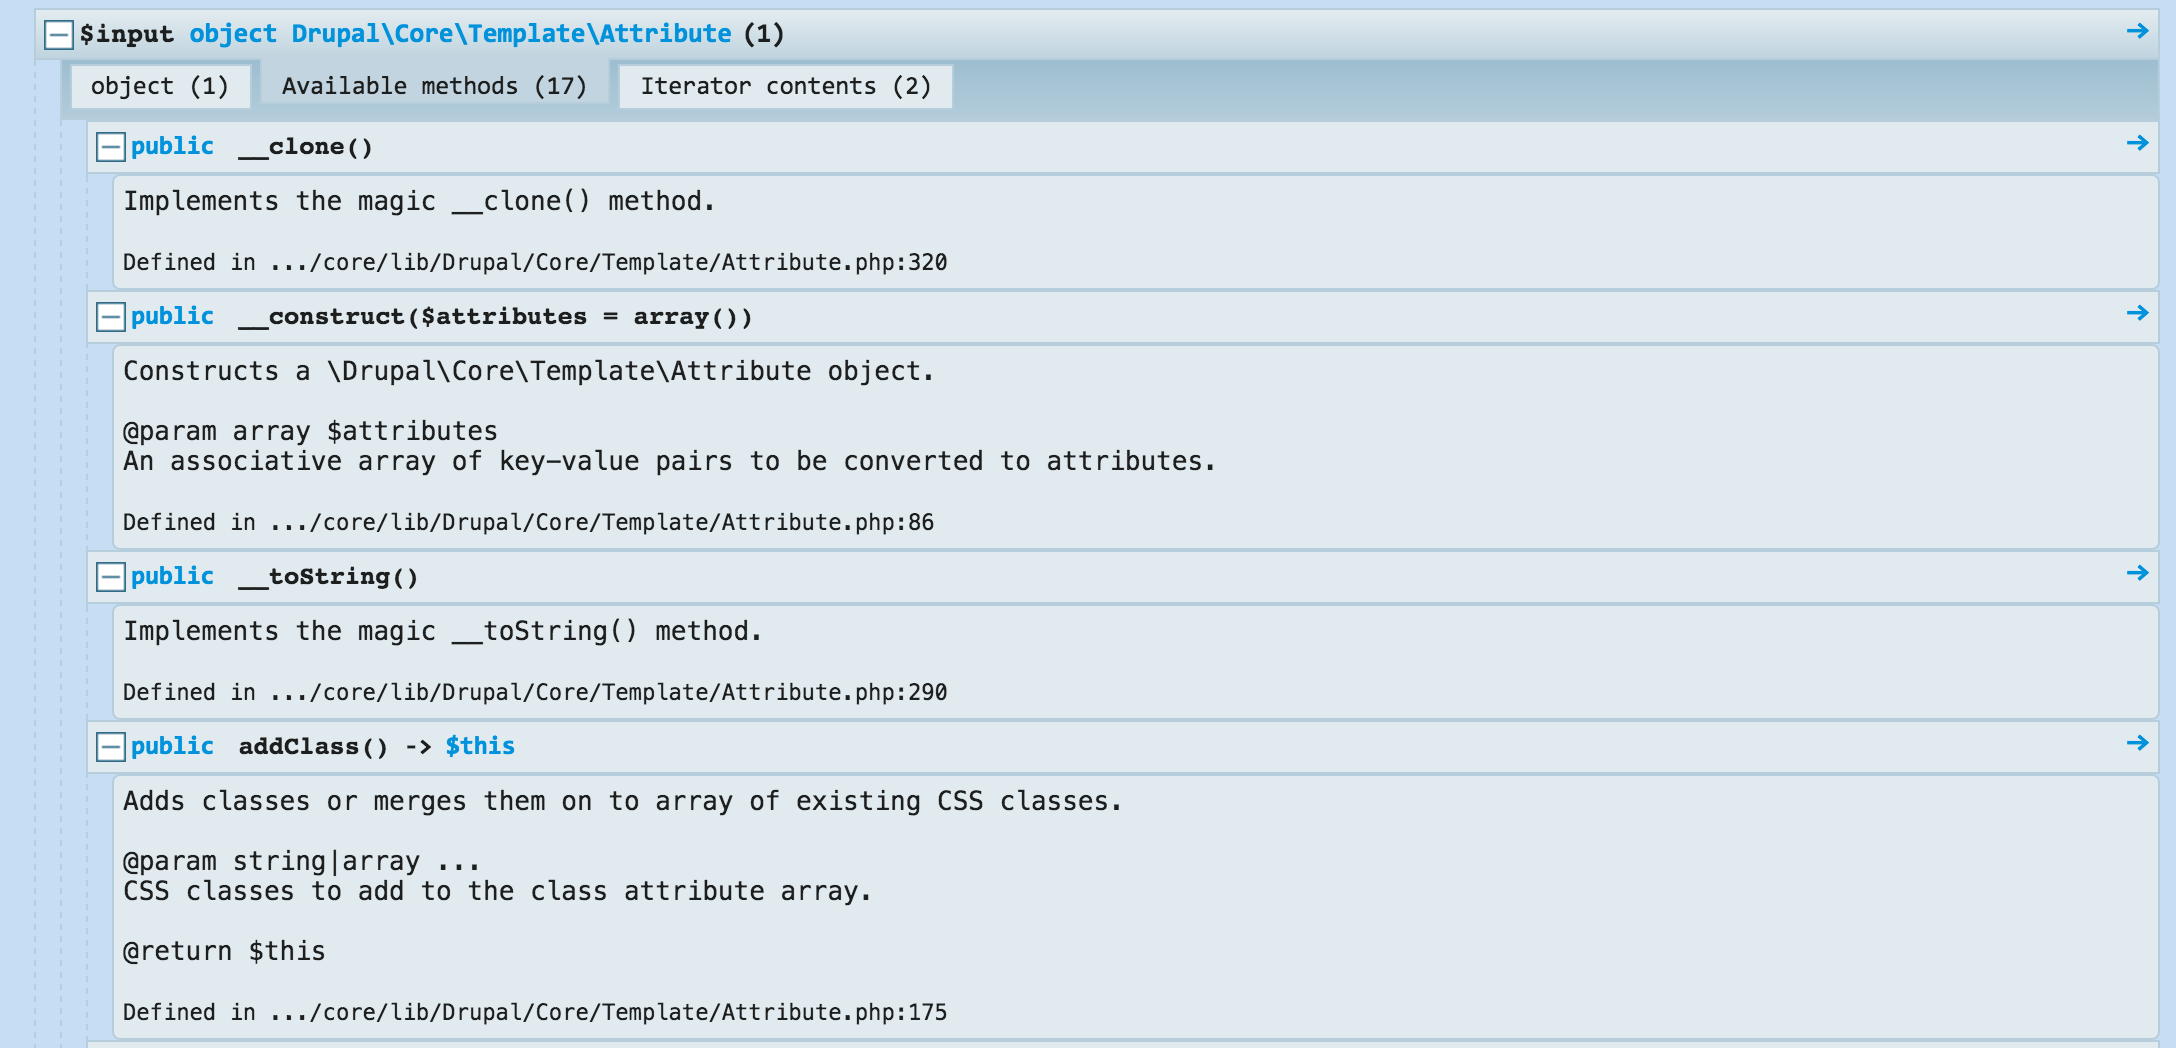 $input object Drupal\Core\Template\Attribute (1)
object (1) Available methods (17) Iterator contents (2)
public __clone()
Implements the magic __clone() method.
Defined in .../core/lib/Drupal/Core/Template/Attribute.php:320
public __construct($attributes = array())
Constructs a \Drupal\Core\Template\Attribute object.
@param array $attributes
An associative array of key-value pairs to be converted to attributes.
Defined in .../core/lib/Drupal/Core/Template/Attribute.php:86
public __toString()
Implements the magic __toString() method.
Defined in .../core/lib/Drupal/Core/Template/Attribute.php:290
public addClass() -> $this
Adds classes or merges them on to array of existing CSS classes.
@param string|array ...
CSS classes to add to the class attribute array.
@return $this
Defined in .../core/lib/Drupal/Core/Template/Attribute.php:175